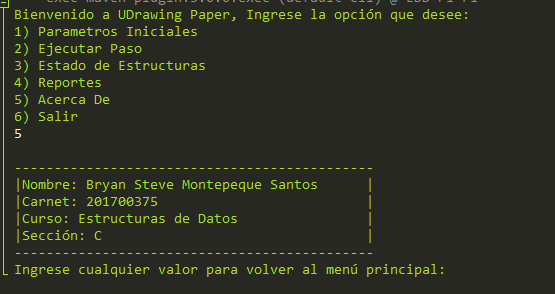 Bienvenido a UDrawing Paper, Ingrese la opción que desee:
1) Parametros Iniciales
2) Ejecutar Paso
3) Estado de Estructuras
4) Reportes
5) Acerca De
6) Salir
5
---------------------------------------------
|Nombre: Bryan Steve Montepeque Santos      |
|Carnet: 201700375                          |
|Curso: Estructuras de Datos                |
|Sección: C                                 |
---------------------------------------------
Ingrese cualquier valor para volver al menú principal: